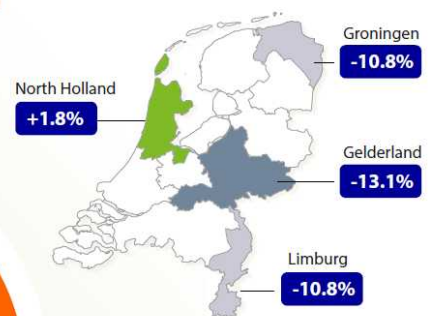 Groningen
-10.8%
North Holland
+1.8%
Gelderland
-13.1%
Limburg
-10.8%